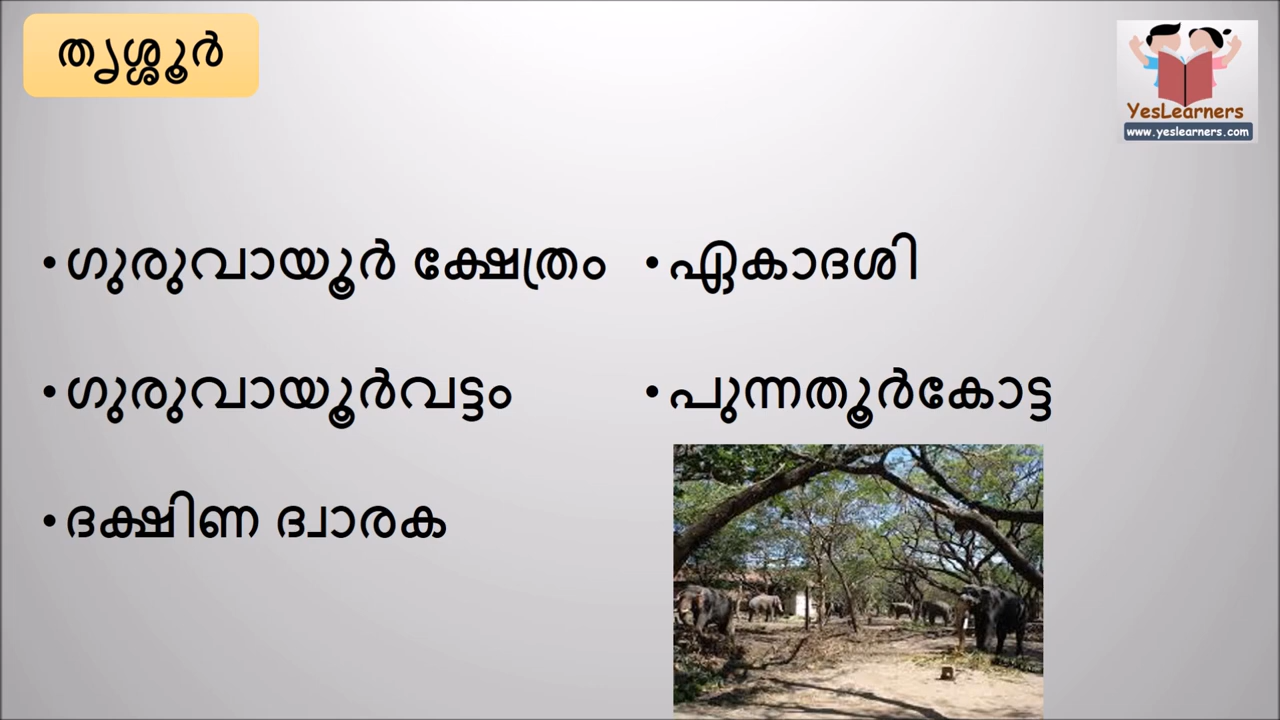 തൃശ്ശൂർ
YesLearners
www.yeslearners.com
ഗുരുവായൂർ ക്ഷേത്രം
ഗുരുവായൂർവട്ടം
ദക്ഷിണ ദ്വാരക
ഏകാദശി
പുന്നതൂർകോട്ട